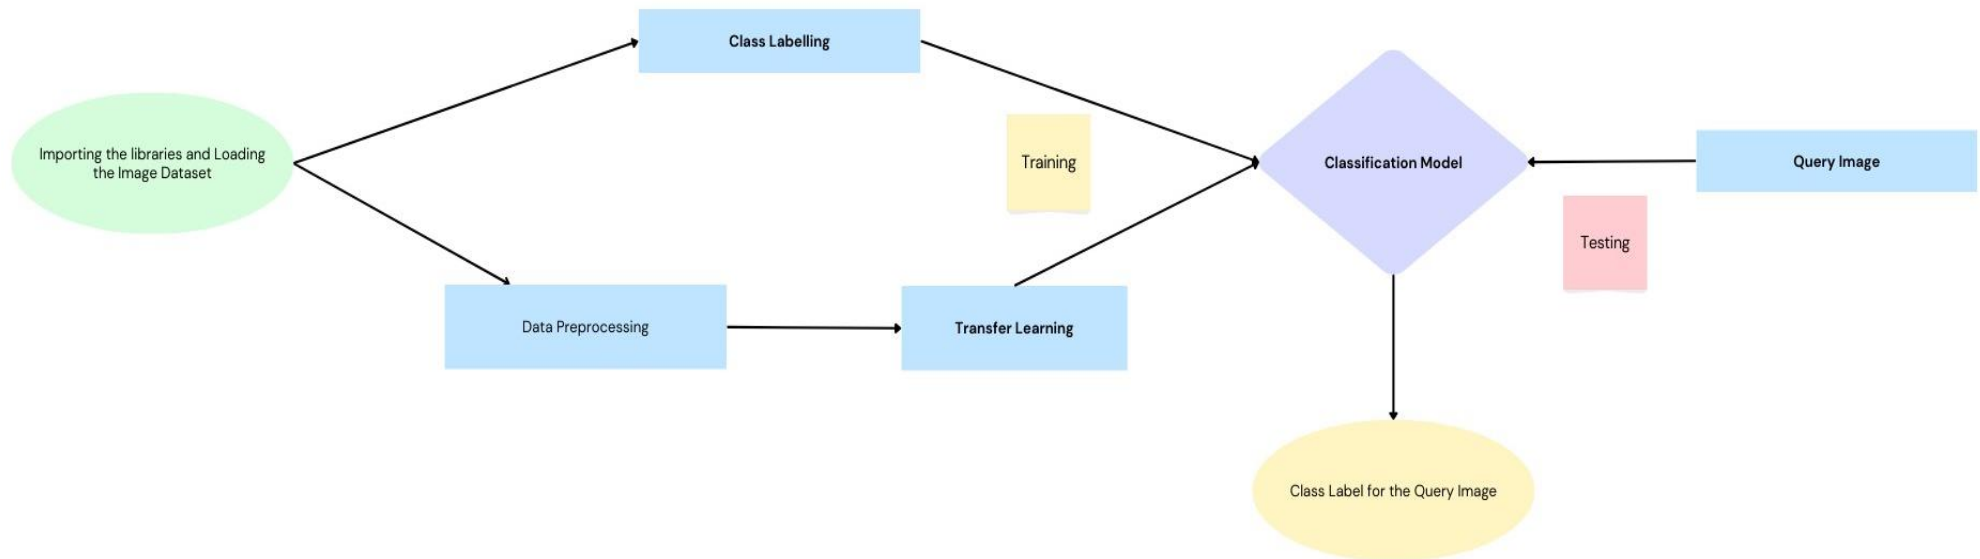 Class Labelling
Importing the libraries and Loading
the Image Dataset
Training
Classification Model
Query Image
Testing
Data Preprocessing
Transfer Learning
Class Label for the Query Image